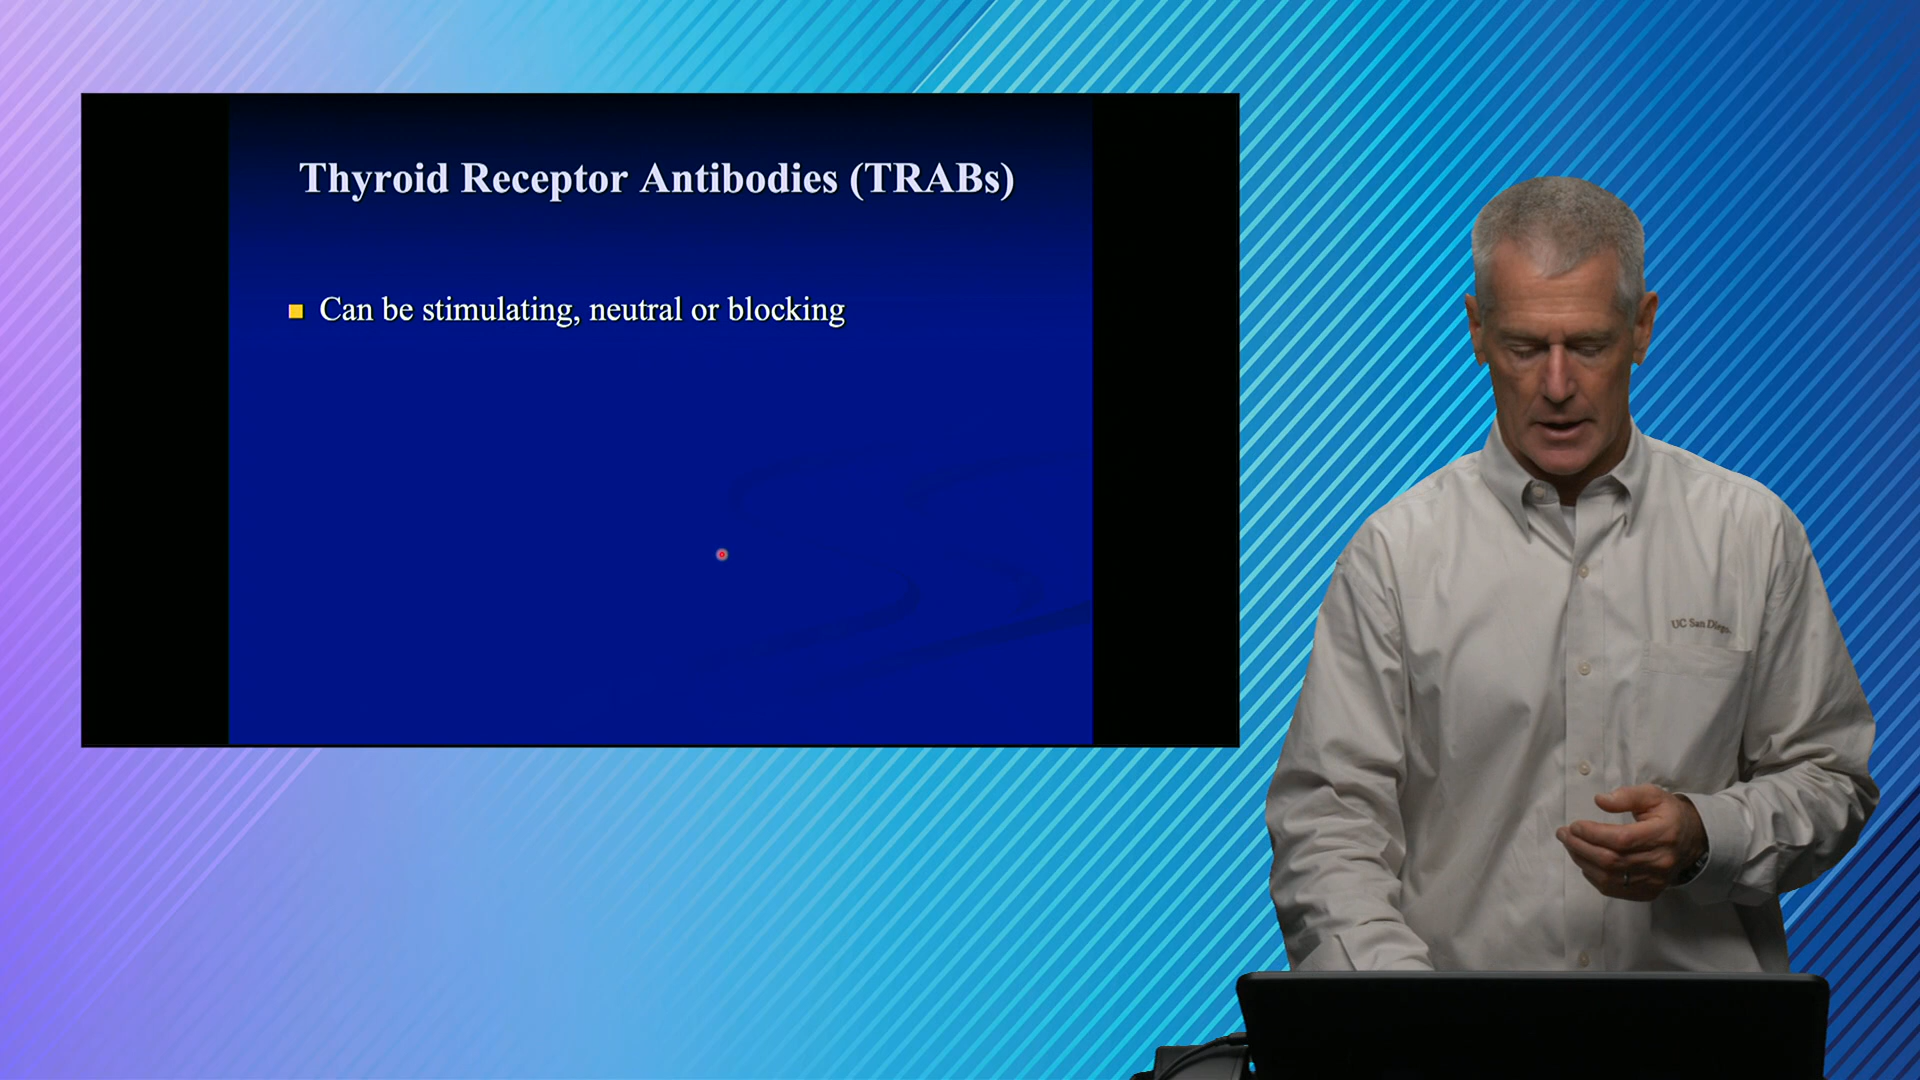 Thyroid Receptor Antibodies (TRABs)
Can be stimulating, neutral or blocking
UC San Diego